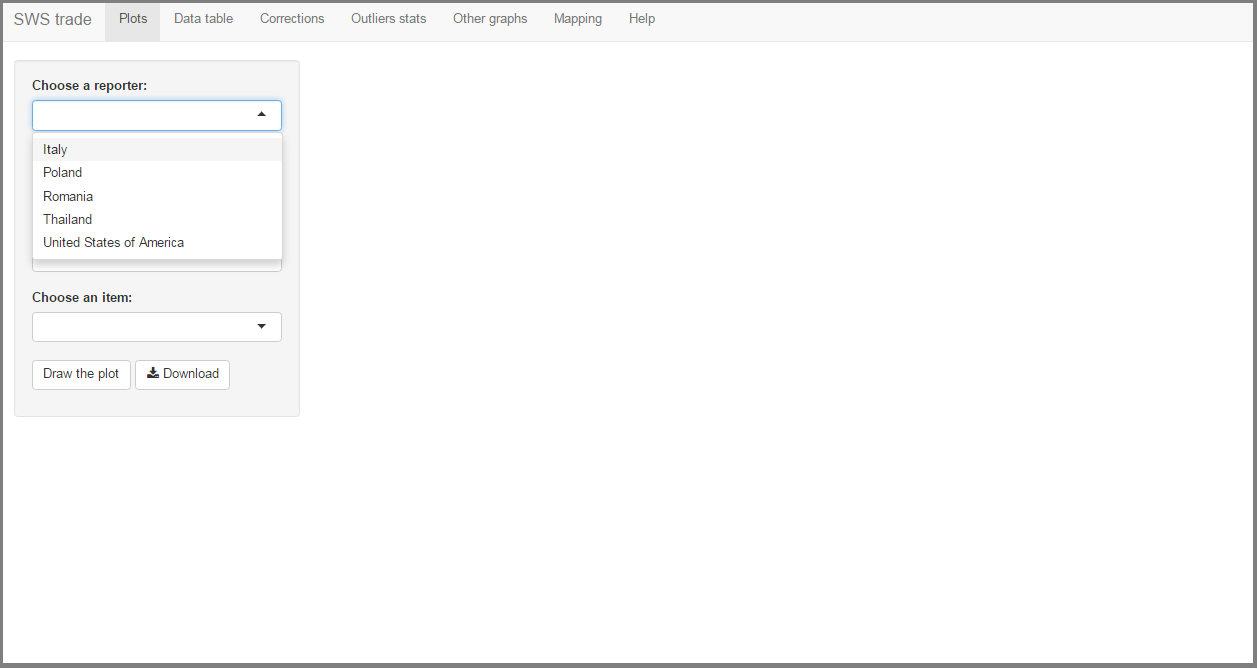 SWS trade Plots Data table Corrections Outliers stats Other graphs Mapping Help
Choose a reporter:
Italy
Poland
Romania
Thailand
United States of America
Choose an item:
Draw the plot Download